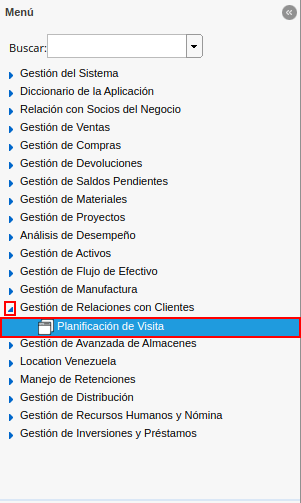 Menú
Buscar:
Gestión del Sistema
Diccionario de la Aplicación
Relación con Socios del Negocio
Gestión de Ventas
Gestión de Compras
Gestión de Devoluciones
Gestión de Saldos Pendientes
Gestión de Materiales
Gestión de Proyectos
Análisis de Desempeño
Gestión de Activos
Gestión de Flujo de Efectivo
Gestión de Manufactura
Gestión de Relaciones con Clientes
Planificación de Visita
Gestión de Avanzada de Almacenes
Location Venezuela
Manejo de Retenciones
Gestión de Distribución
Gestión de Recursos Humanos y Nómina
Gestión de Inversiones y Préstamos